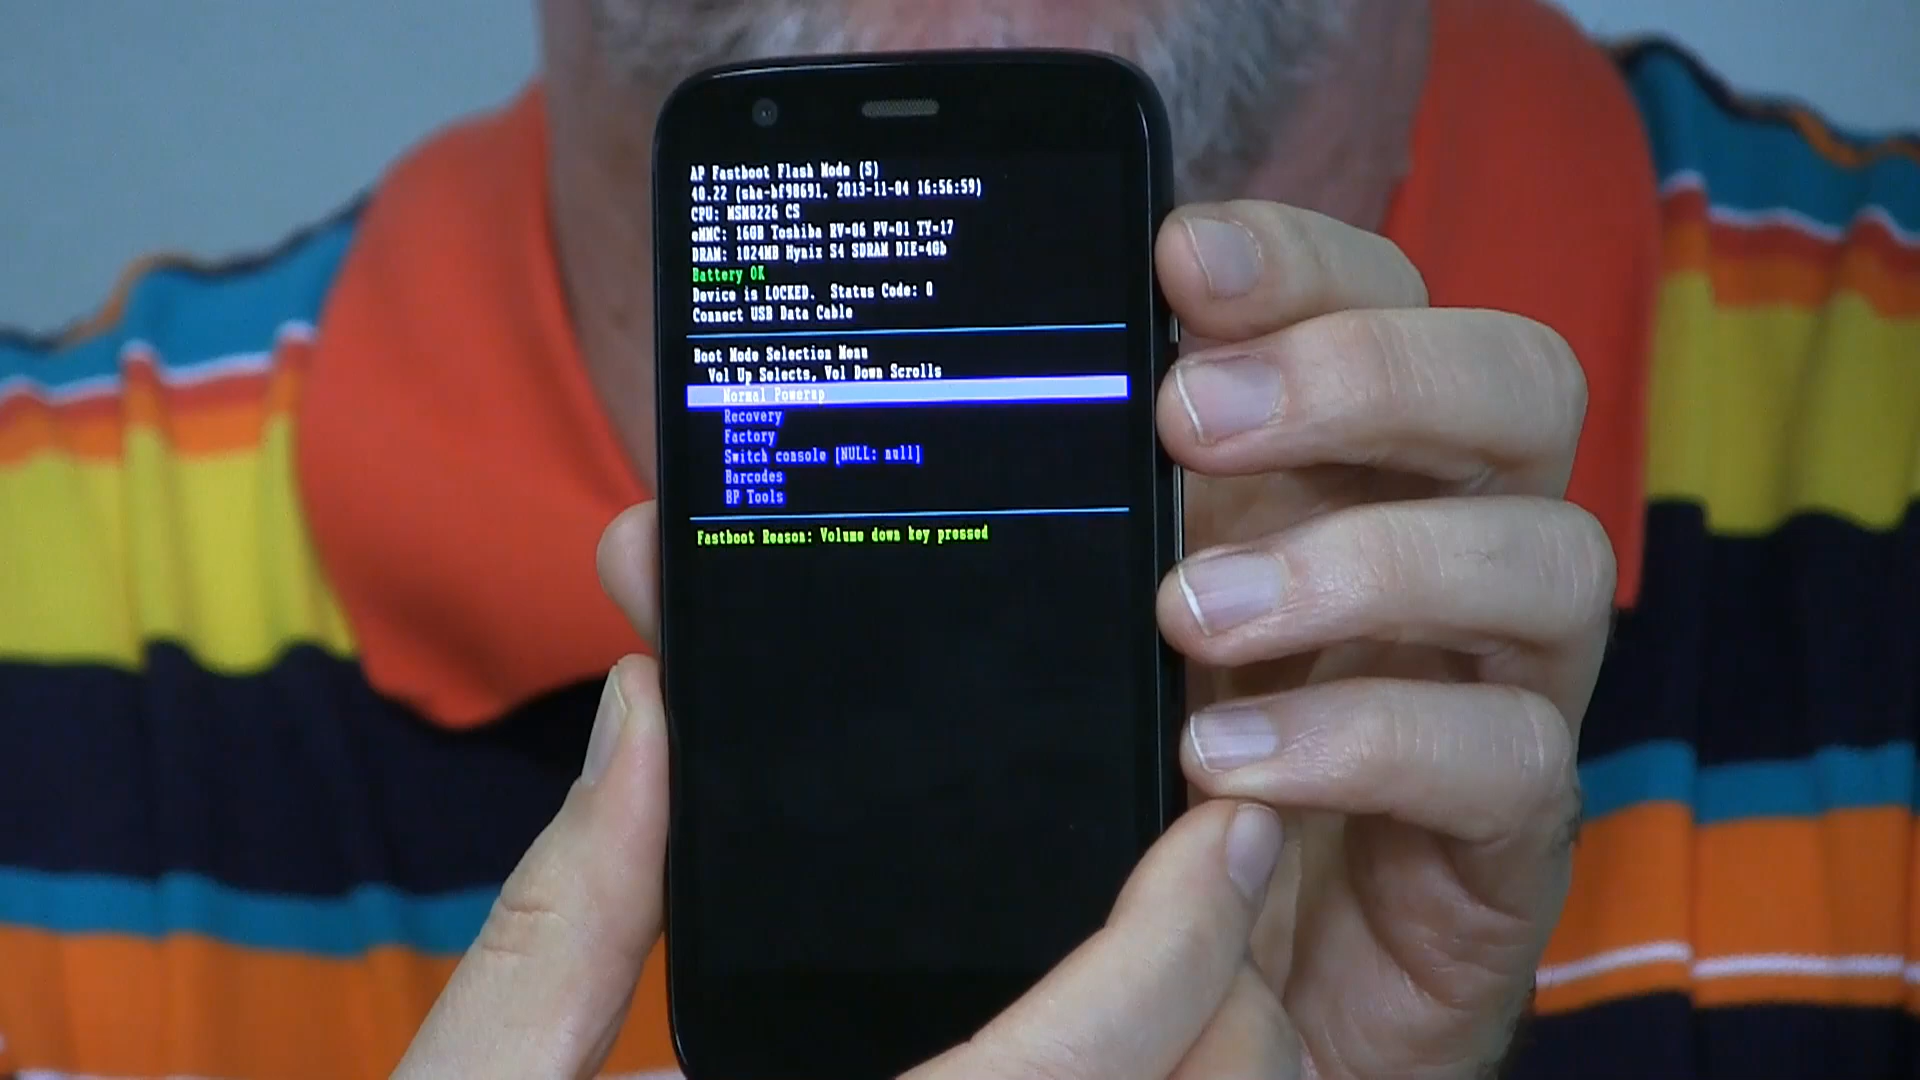 AP Fastboot Flash Mode (S)
40.22 (sha-bf98691, 2013-11-04 16:56:59)
CPU: MSM8226 CS
eMMC: 16GB Toshiba RV=06 PV=01 TY=17
DRAM: 1024MB Hynix S4 SDRAM DIE=4Gb
Battery OK
Device is LOCKED. Status Code: 0
Connect USB Data Cable
Boot Mode Selection Menu
Vol Up Selects, Vol Down Scrolls
Normal Powerup
Recovery
Factory
Switch console [NULL: null]
Barcodes
BP Tools
Fastboot Reason: Volume down key pressed